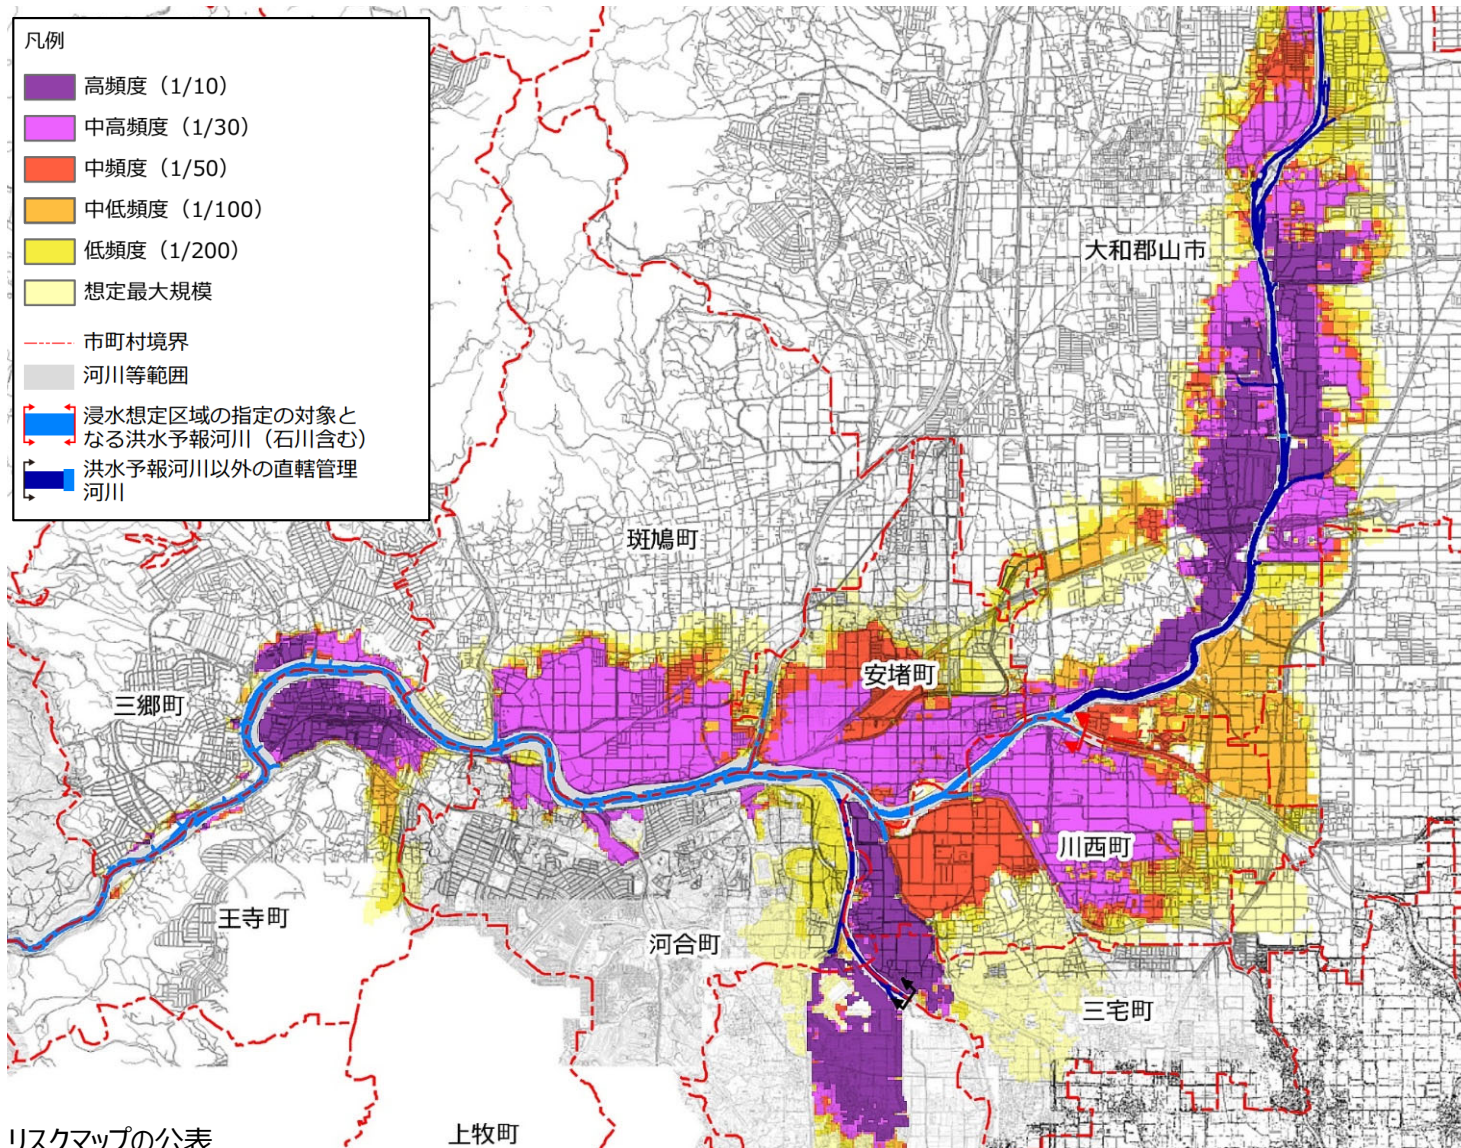 凡例
高頻度（1/10）
中高頻度（1/30）
中頻度（1/50）
中低頻度（1/100）
低頻度（1/200）
想定最大規模
市町村境界
河川等範囲
浸水想定区域の指定の対象と
なる洪水予報河川（石川含む）
洪水予報河川以外の直轄管理
河川
大和郡山市
斑鳩町
安堵町
三郷町
川西町
王寺町
河合町
三宅町
上牧町
リスクマップの公表